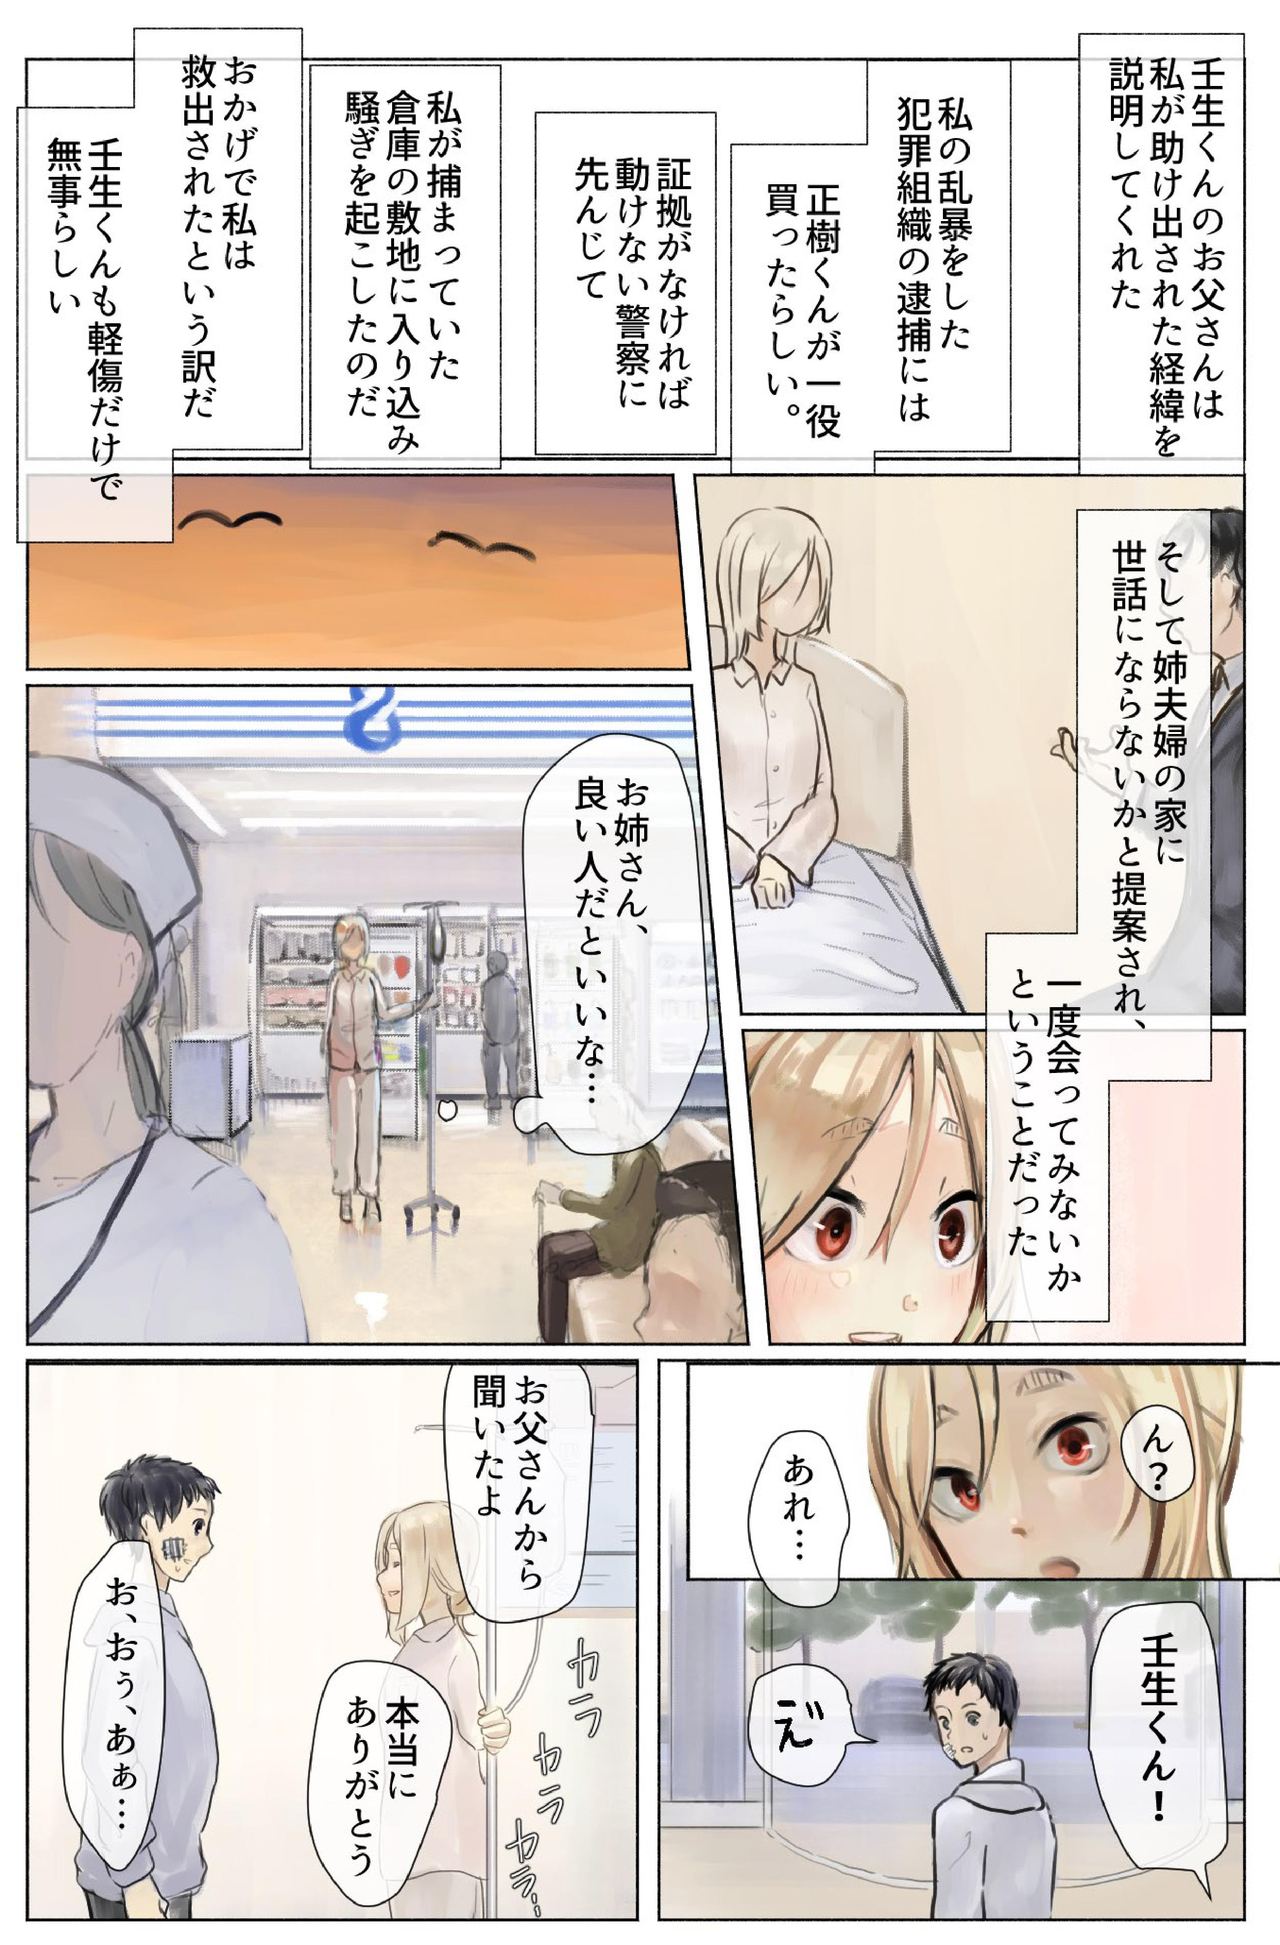 壬生くんのお父さんは
私が助け出された経緯を
説明してくれた
私の乱暴をした
犯罪組織の逮捕には
正樹くんが一役
買ったらしい。
証拠がなければ
動けない警察に
先んじて
私が捕まっていた
倉庫の敷地に入り込み
騒ぎを起こしたのだ
おかげで私は
救出されたという訳だ
壬生くんも軽傷だけで
無事らしい
そして姉夫婦の家に
世話にならないかと提案され、
一度会ってみないか
ということだった
お姉さん、
良い人だといいな…
ん?
あれ…
壬生くん!
え゛
お父さんから
聞いたよ
カラ
カラ
カラ…
本当に
ありがとう
お、おぅ、あぁ…